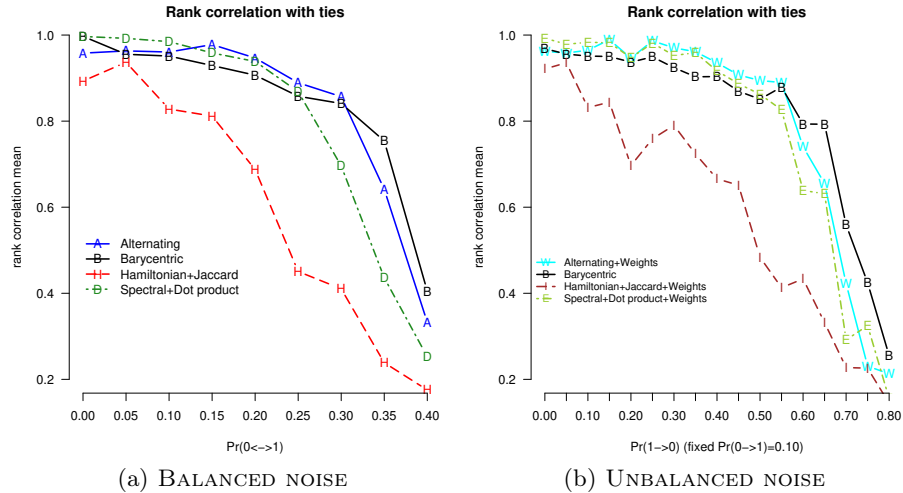 Rank correlation with ties
rank correlation mean
1.0
0.8
0.6
0.4
0.2
A Alternating
B Barycentric
H Hamiltonian+Jaccard
D Spectral+Dot product
0.00 0.05 0.10 0.15 0.20 0.25 0.30 0.35 0.40
Pr(0<->1)
(a) BALANCED NOISE
Rank correlation with ties
rank correlation mean
1.0
0.8
0.6
0.4
0.2
W Alternating+Weights
B Barycentric
I Hamiltonian+Jaccard+Weights
E Spectral+Dot product+Weights
0.00 0.10 0.20 0.30 0.40 0.50 0.60 0.70 0.80
Pr(1->0) (fixed Pr(0->1)=0.10)
(b) UNBALANCED NOISE